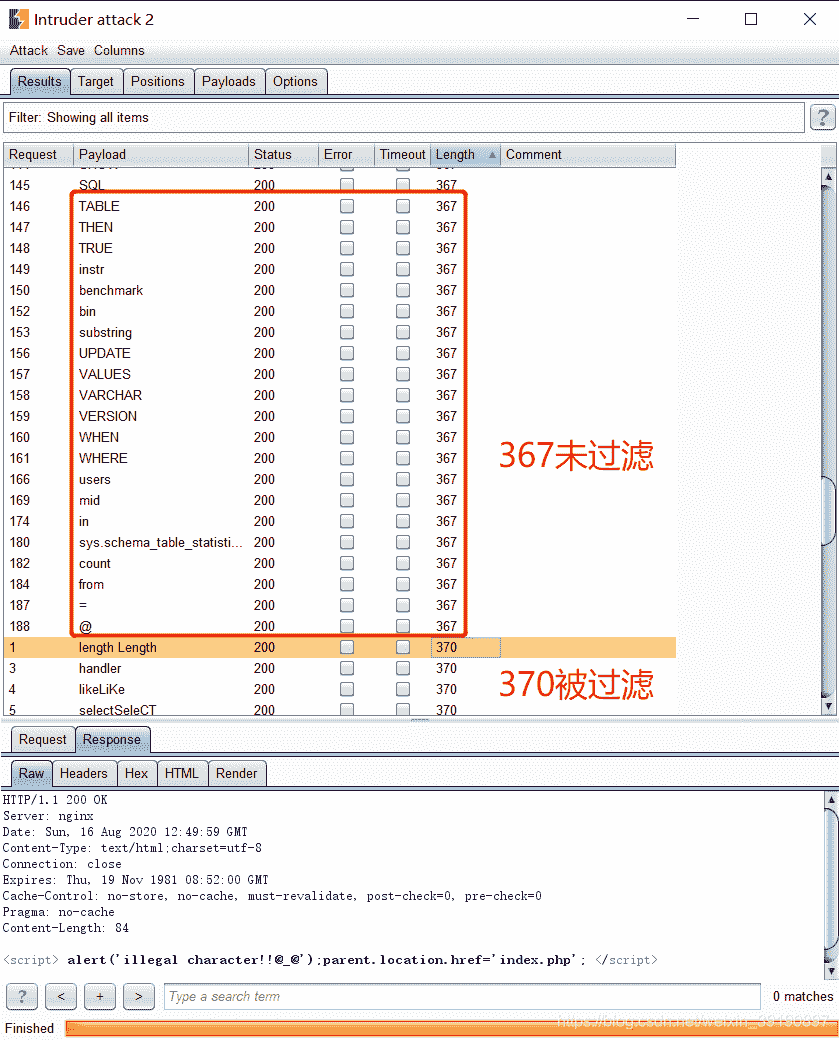 Intruder attack 2
Attack Save Columns
Results Target Positions Payloads Options
Filter: Showing all items ?
Request Payload Status Error Timeout Length Comment
145 SQL 200 367
146 TABLE 200 367
147 THEN 200 367
148 TRUE 200 367
149 instr 200 367
150 benchmark 200 367
152 bin 200 367
153 substring 200 367
156 UPDATE 200 367
157 VALUES 200 367
158 VARCHAR 200 367
159 VERSION 200 367
160 WHEN 200 367
161 WHERE 200 367
367未过滤
166 users 200 367
169 mid 200 367
174 in 200 367
180 sys.schema_table_statisti... 200 367
182 count 200 367
184 from 200 367
187 = 200 367
188 @ 200 367
1 length Length 200 370
3 handler 200 370
4 likeLiKe 200 370
370被过滤
5 selectSeleCT 200 370
Request Response
Raw Headers Hex HTML Render
HTTP/1.1 200 OK
Server: nginx
Date: Sun, 16 Aug 2020 12:49:59 GMT
Content-Type: text/html;charset=utf-8
Connection: close
Expires: Thu, 19 Nov 1981 08:52:00 GMT
Cache-Control: no-store, no-cache, must-revalidate, post-check=0, pre-check=0
Pragma: no-cache
Content-Length: 84
<script> alert('illegal character!!@_@');parent.location.href='index.php'; </script>
? < + > Type a search term 0 matches
Finished